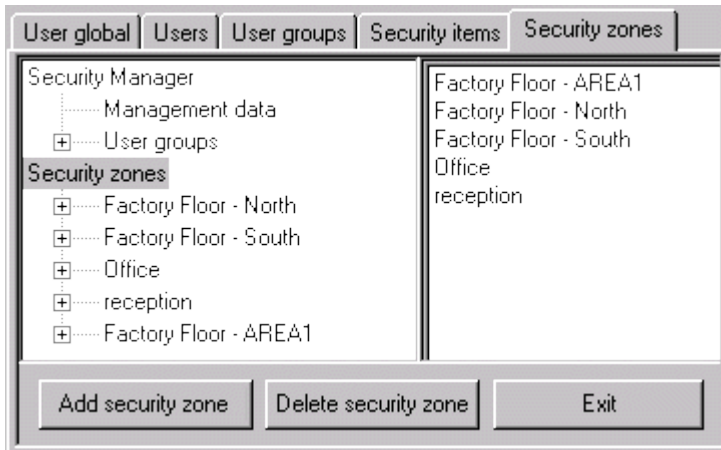 User global Users User groups Security items Security zones
Security Manager
Management data
User groups
Security zones
Factory Floor - North
Factory Floor - South
Office
reception
Factory Floor - AREA1
Factory Floor - AREA1
Factory Floor - North
Factory Floor - South
Office
reception
Add security zone Delete security zone Exit